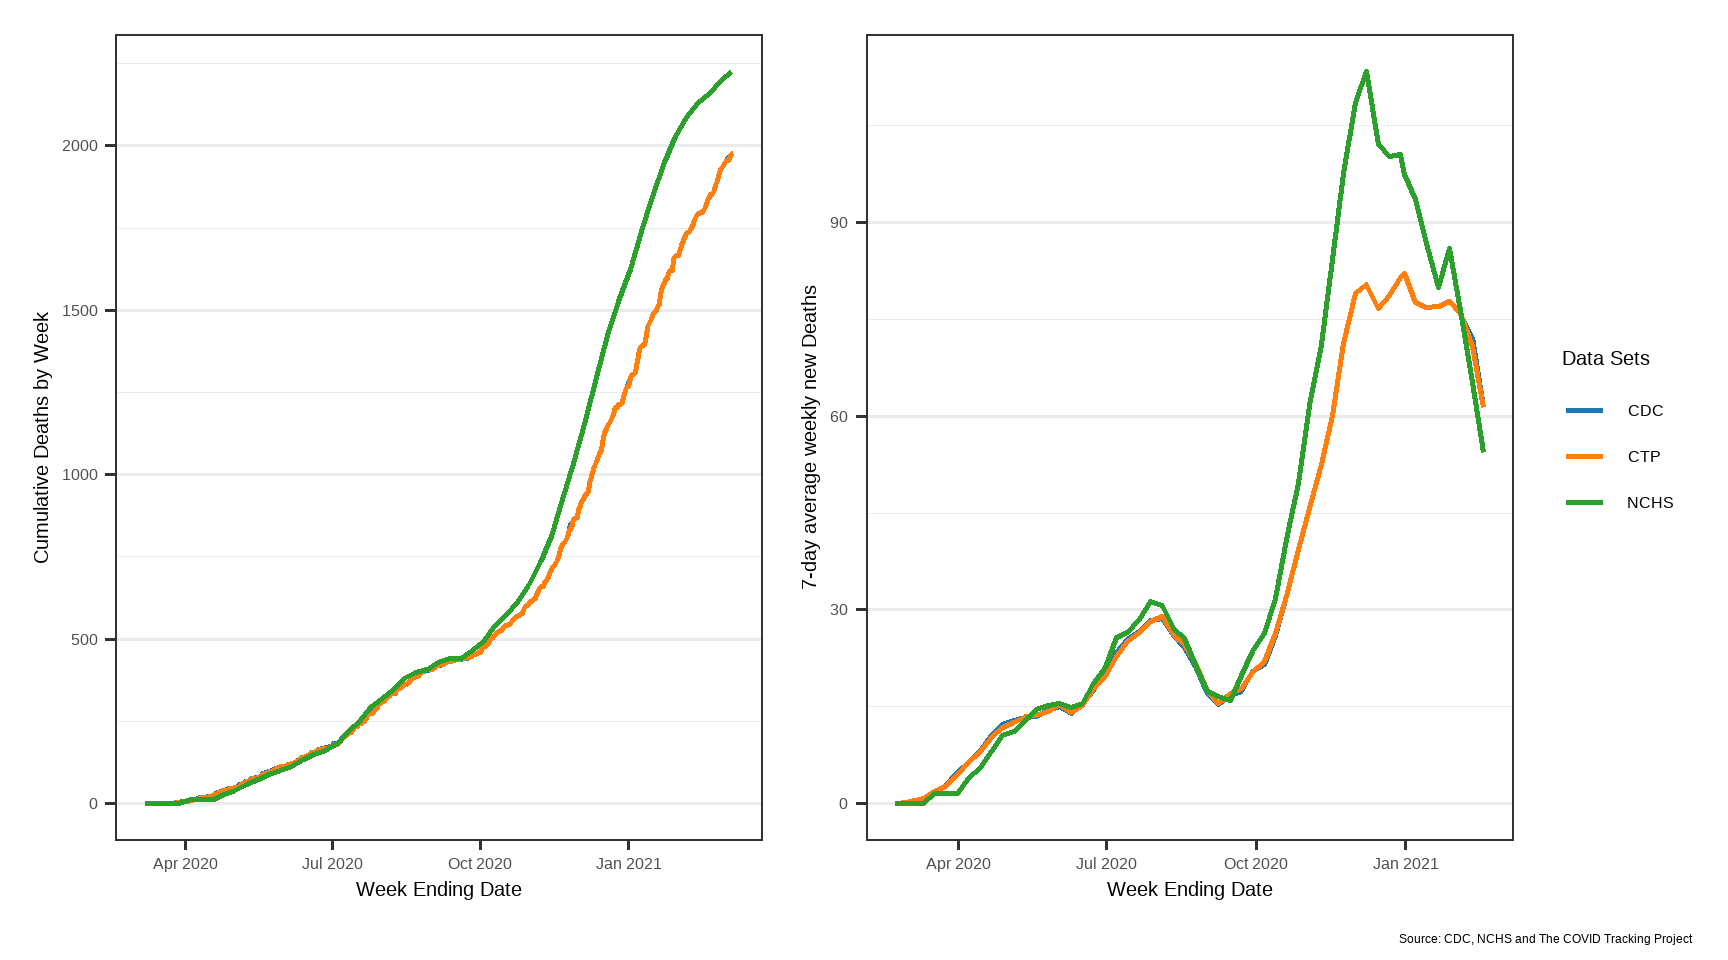 Cumulative Deaths by Week
2000
1500
1000
500
0
Apr 2020
Jul 2020
Oct 2020
Jan 2021
Week Ending Date
7-day average weekly new Deaths
90
60
30
0
Apr 2020
Jul 2020
Oct 2020
Jan 2021
Week Ending Date
Data Sets
CDC
CTP
NCHS
Source: CDC, NCHS and The COVID Tracking Project